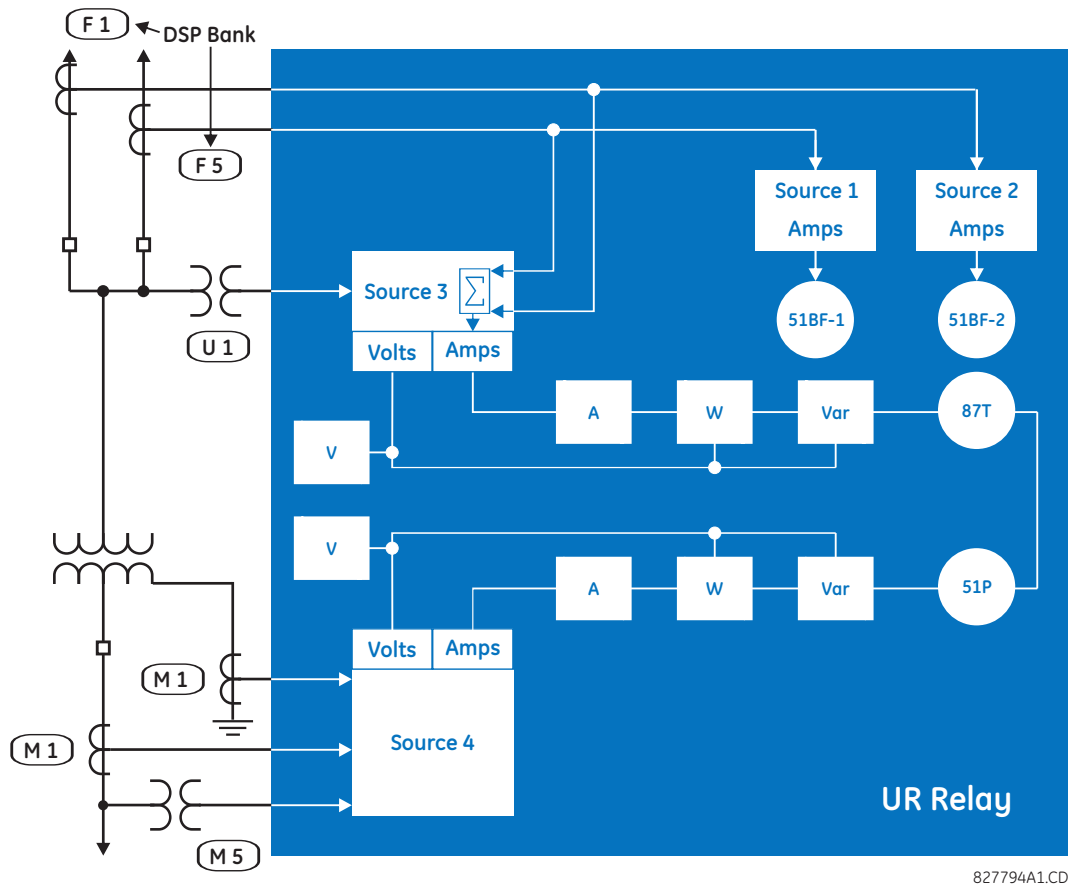 F 1
DSP Bank
F 5
Source 1
Amps
Source 2
Amps
Source 3
Σ
U 1
Volts
Amps
51BF-1
51BF-2
V
A
W
Var
87T
V
A
W
Var
51P
Volts
Amps
M 1
Source 4
M 1
M 5
UR Relay
827794A1.CD